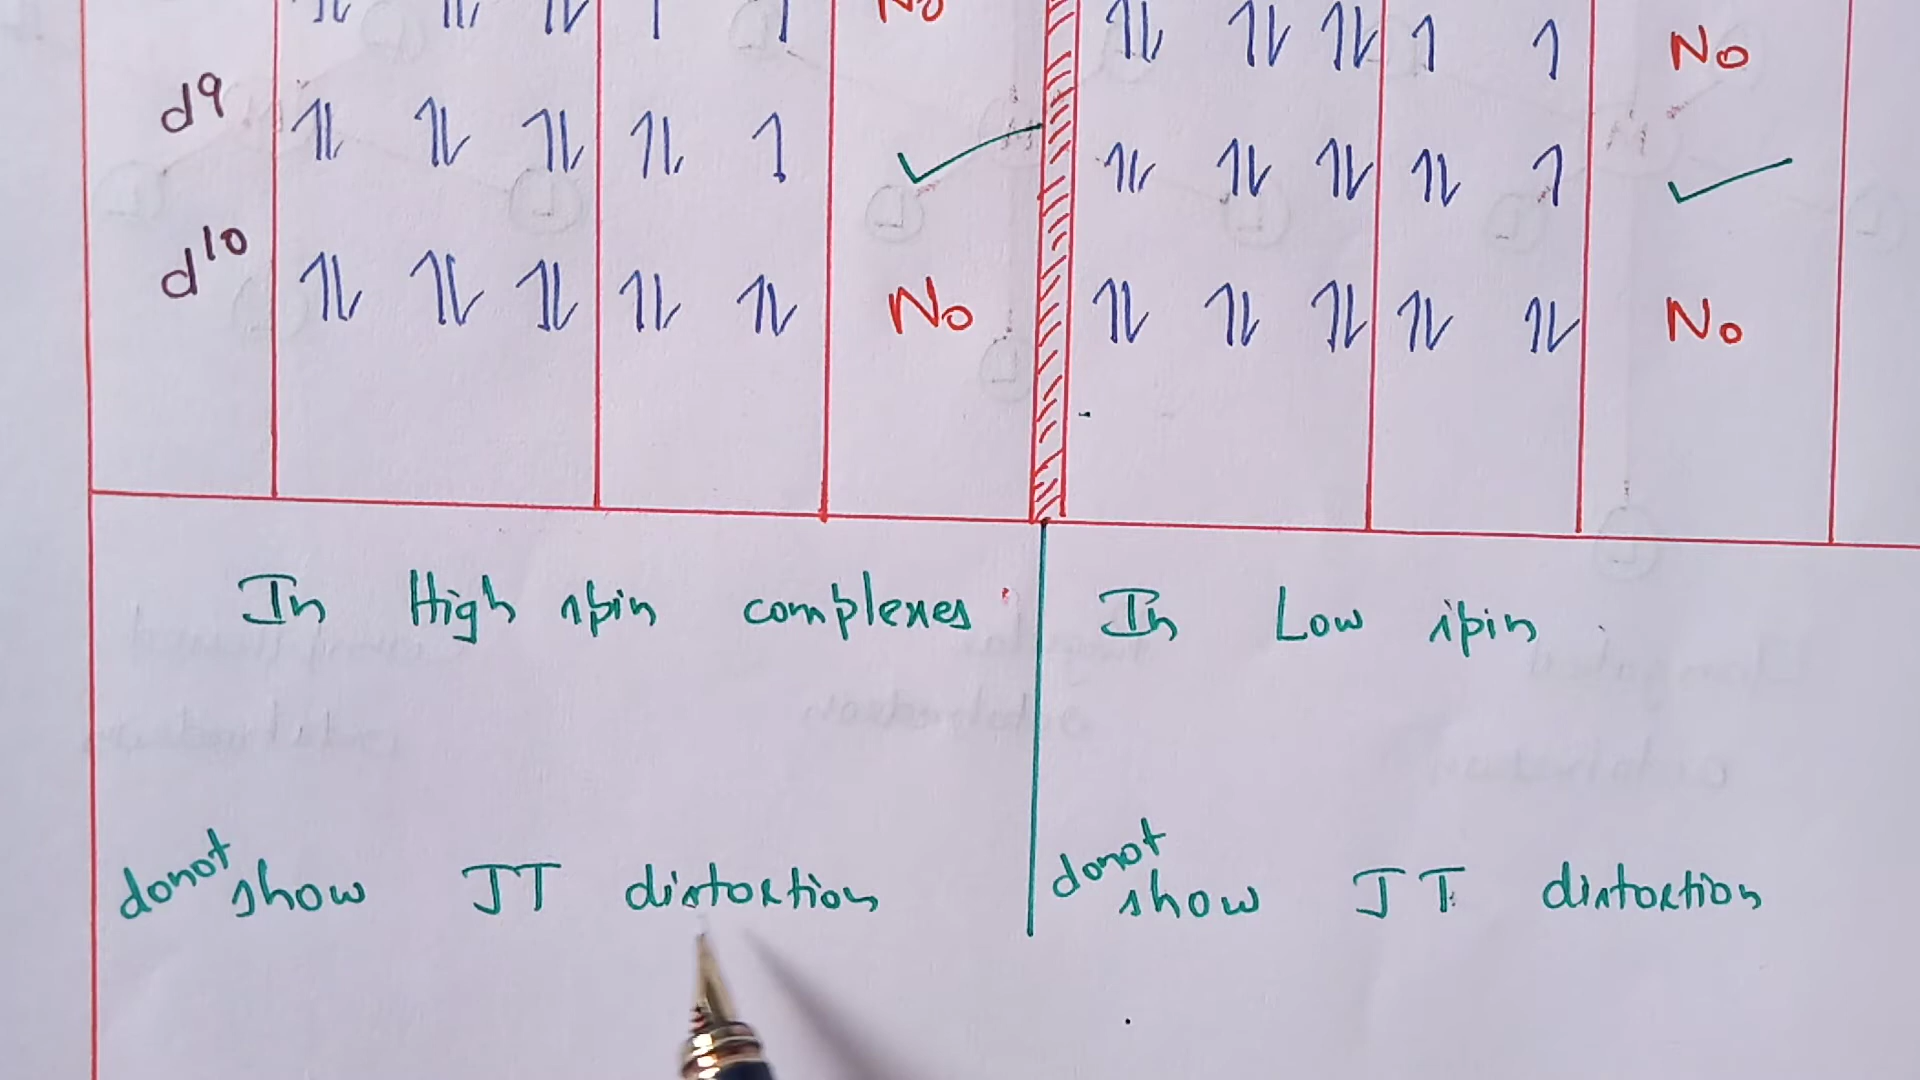 No No
d9
d10 No No
In High spin complexes In Low spin
donot show JT distortion donot show JT distortion